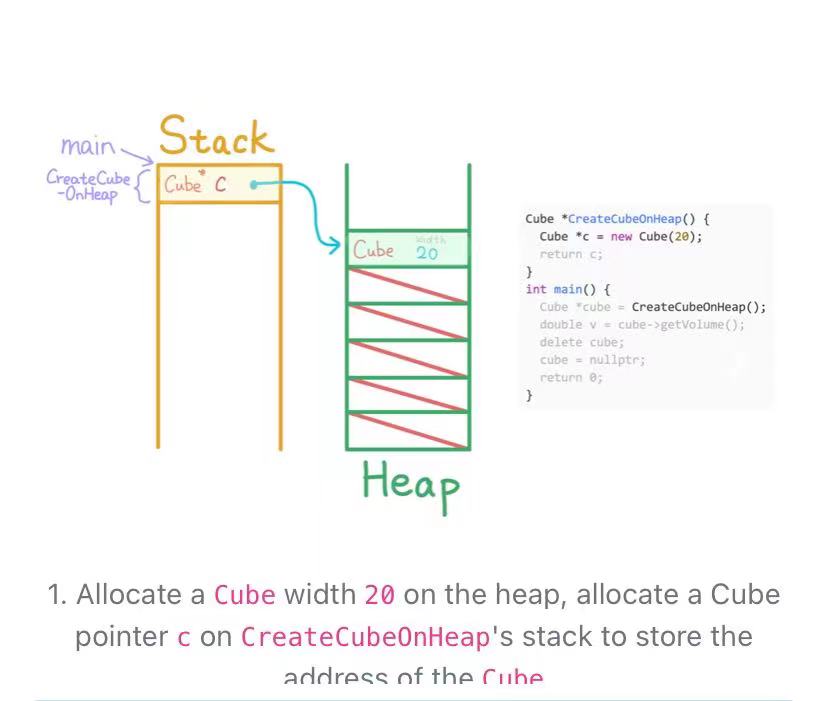 Stack
main
CreateCube
-OnHeap
Cube* C
Cube width 20
Heap
Cube *CreateCubeOnHeap() {
Cube *c = new Cube(20);
return c;
}
int main() {
Cube *cube = CreateCubeOnHeap();
double v = cube->getVolume();
delete cube;
cube = nullptr;
return 0;
}
1. Allocate a Cube width 20 on the heap, allocate a Cube
pointer c on CreateCubeOnHeap's stack to store the
address of the Cube